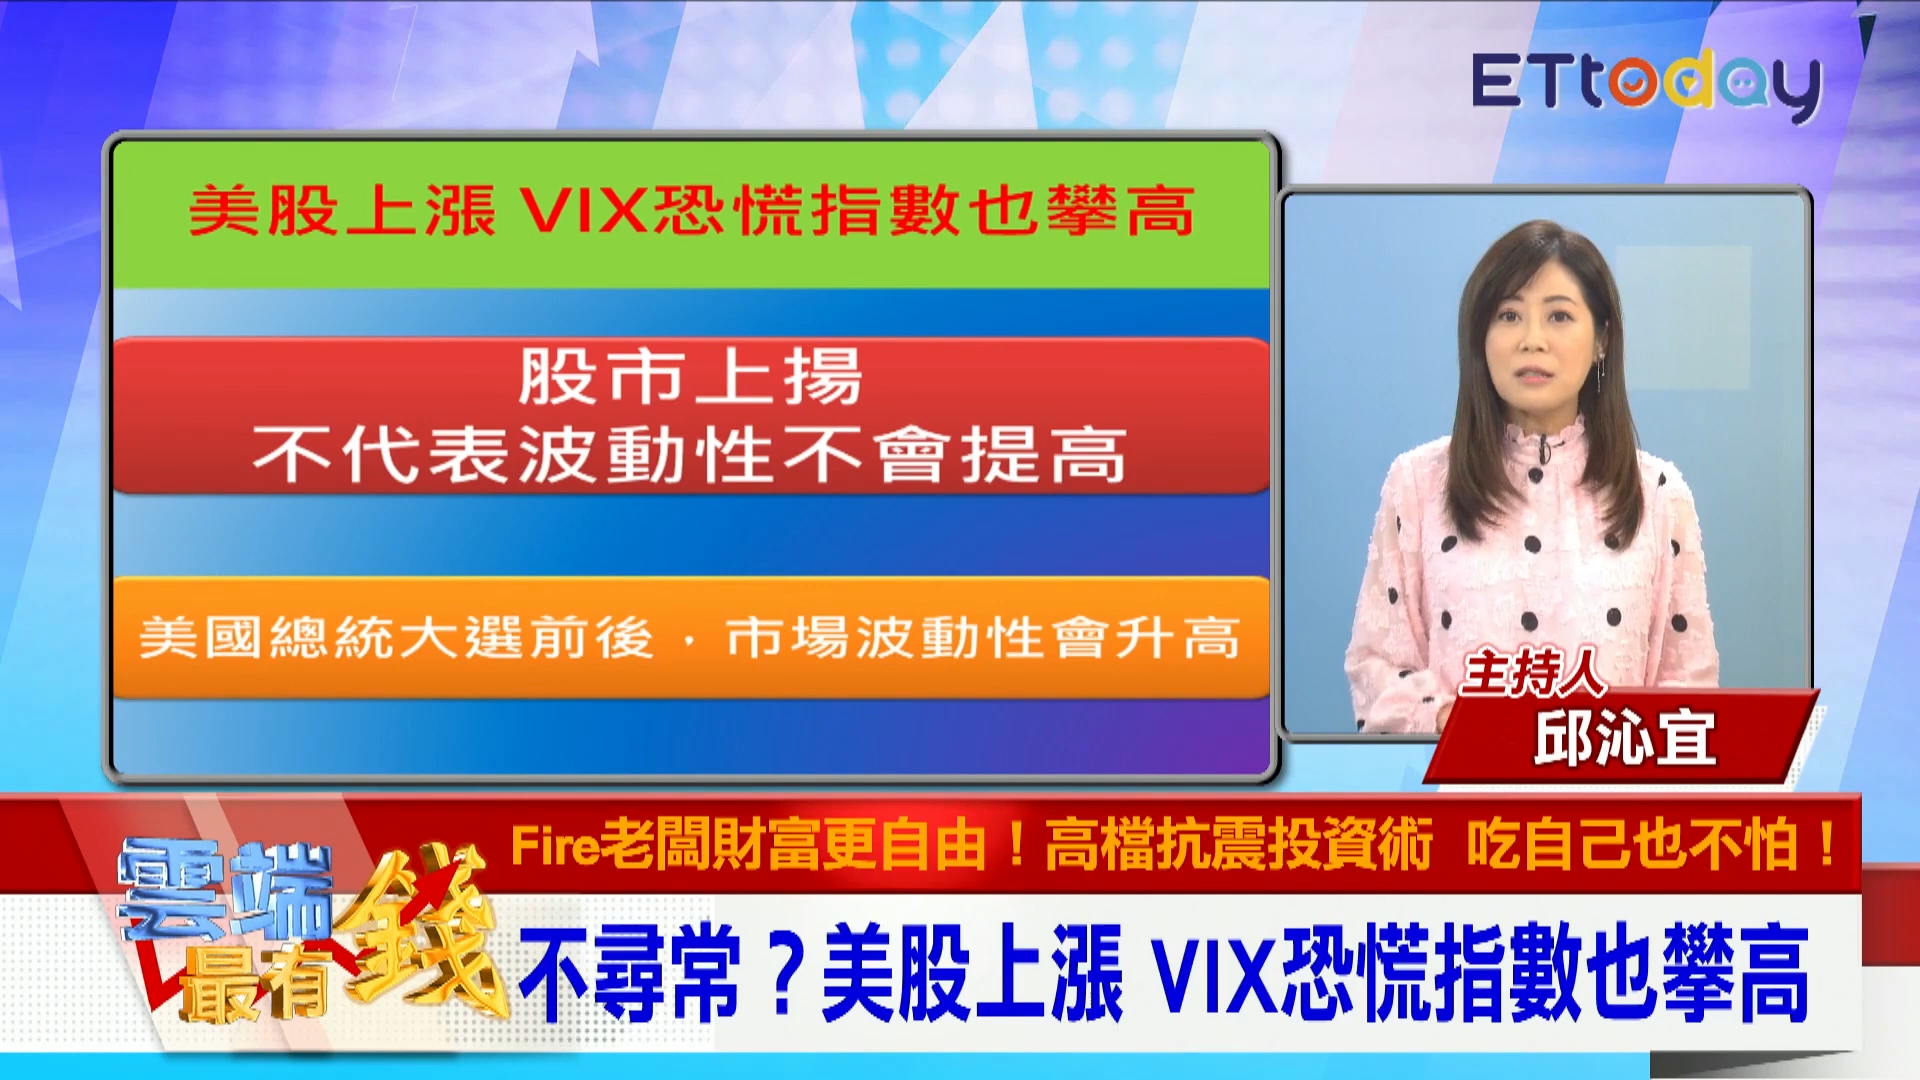 ETtoday
美股上漲 VIX恐慌指數也攀高
股市上揚
不代表波動性不會提高
美國總統大選前後，市場波動性會升高
主持人
邱沁宜
Fire老闆財富更自由！高檔抗震投資術 吃自己也不怕！
雲端
最有錢
不尋常？美股上漲 VIX恐慌指數也攀高